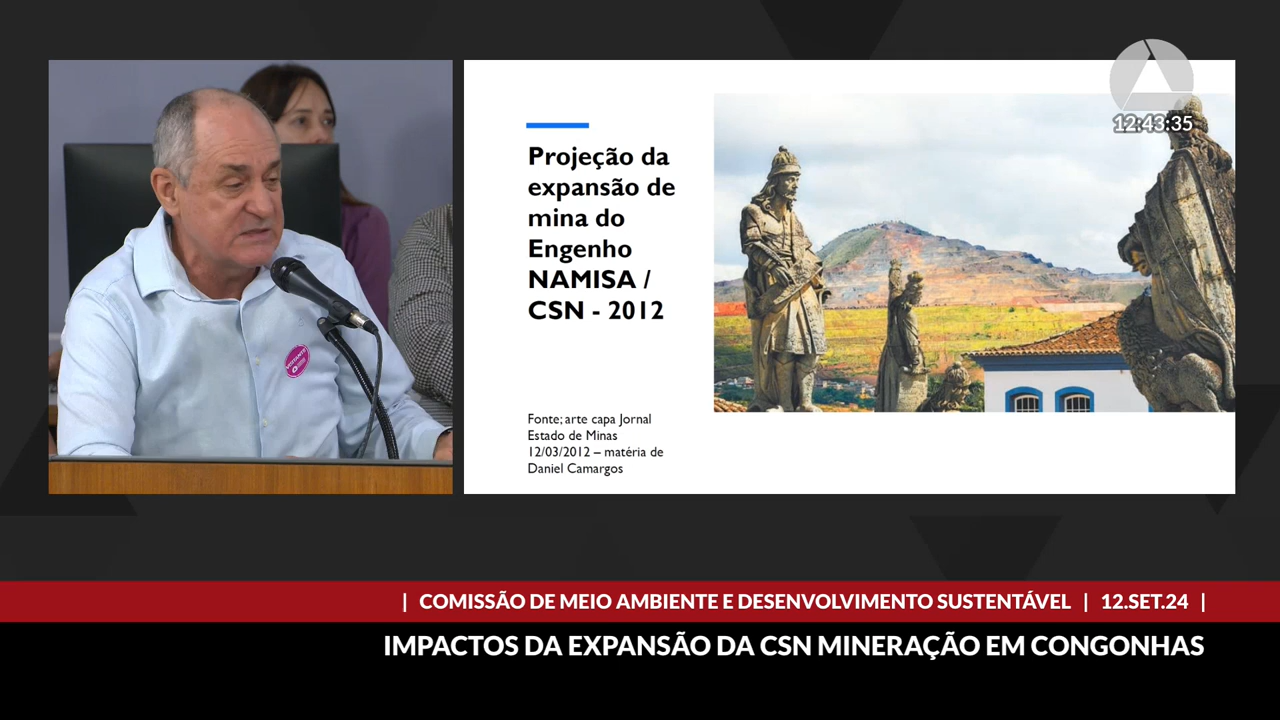 12:43:35
Projeção da
expansão de
mina do
Engenho
NAMISA /
CSN - 2012
Fonte; arte capa Jornal
Estado de Minas
12/03/2012 – matéria de
Daniel Camargos
VISITANTE
| COMISSÃO DE MEIO AMBIENTE E DESENVOLVIMENTO SUSTENTÁVEL | 12.SET.24 |
IMPACTOS DA EXPANSÃO DA CSN MINERAÇÃO EM CONGONHAS